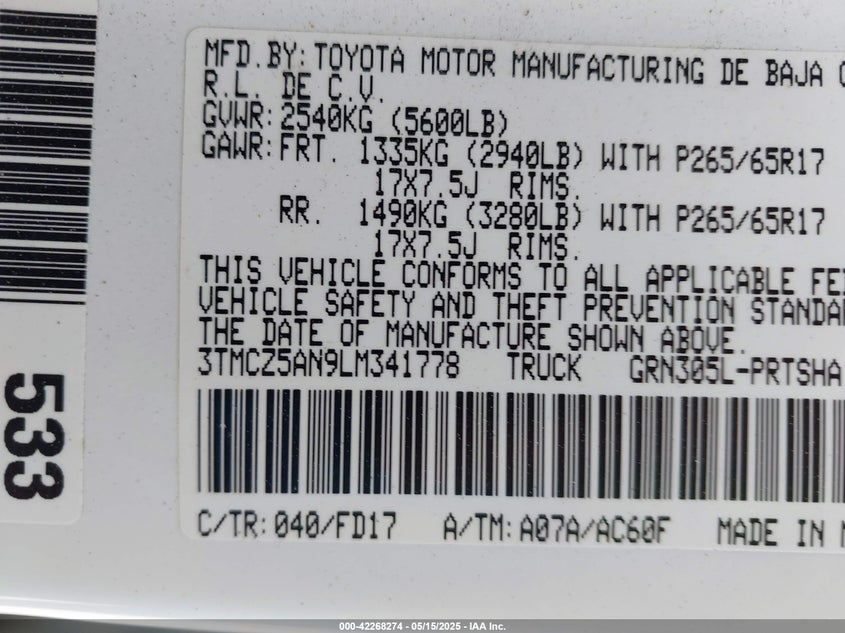 MFD. BY: TOYOTA MOTOR MANUFACTURING DE BAJA
R.L. DE C.V.
GVWR: 2540KG (5600LB)
GAWR: FRT. 1335KG (2940LB) WITH P265/65R17
17X7.5J RIMS.
RR. 1490KG (3280LB) WITH P265/65R17
17X7.5J RIMS.
THIS VEHICLE CONFORMS TO ALL APPLICABLE
VEHICLE SAFETY AND THEFT PREVENTION
THE DATE OF MANUFACTURE SHOWN ABOVE.
3TMCZ5AN9LM341778 TRUCK GRN305L-PRTSHA
C/TR: 040/FD17 A/TM: A07A/AC60F MADE IN
533
000-42268274 - 05/15/2025 - IAA Inc.